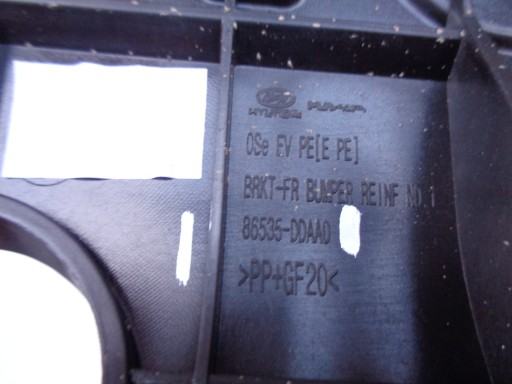 HYUNDAI
OSe EV PE[E PE]
BRKT-FR BUMPER REINF NO.1
86535-DDAA0
>PP+GF20<